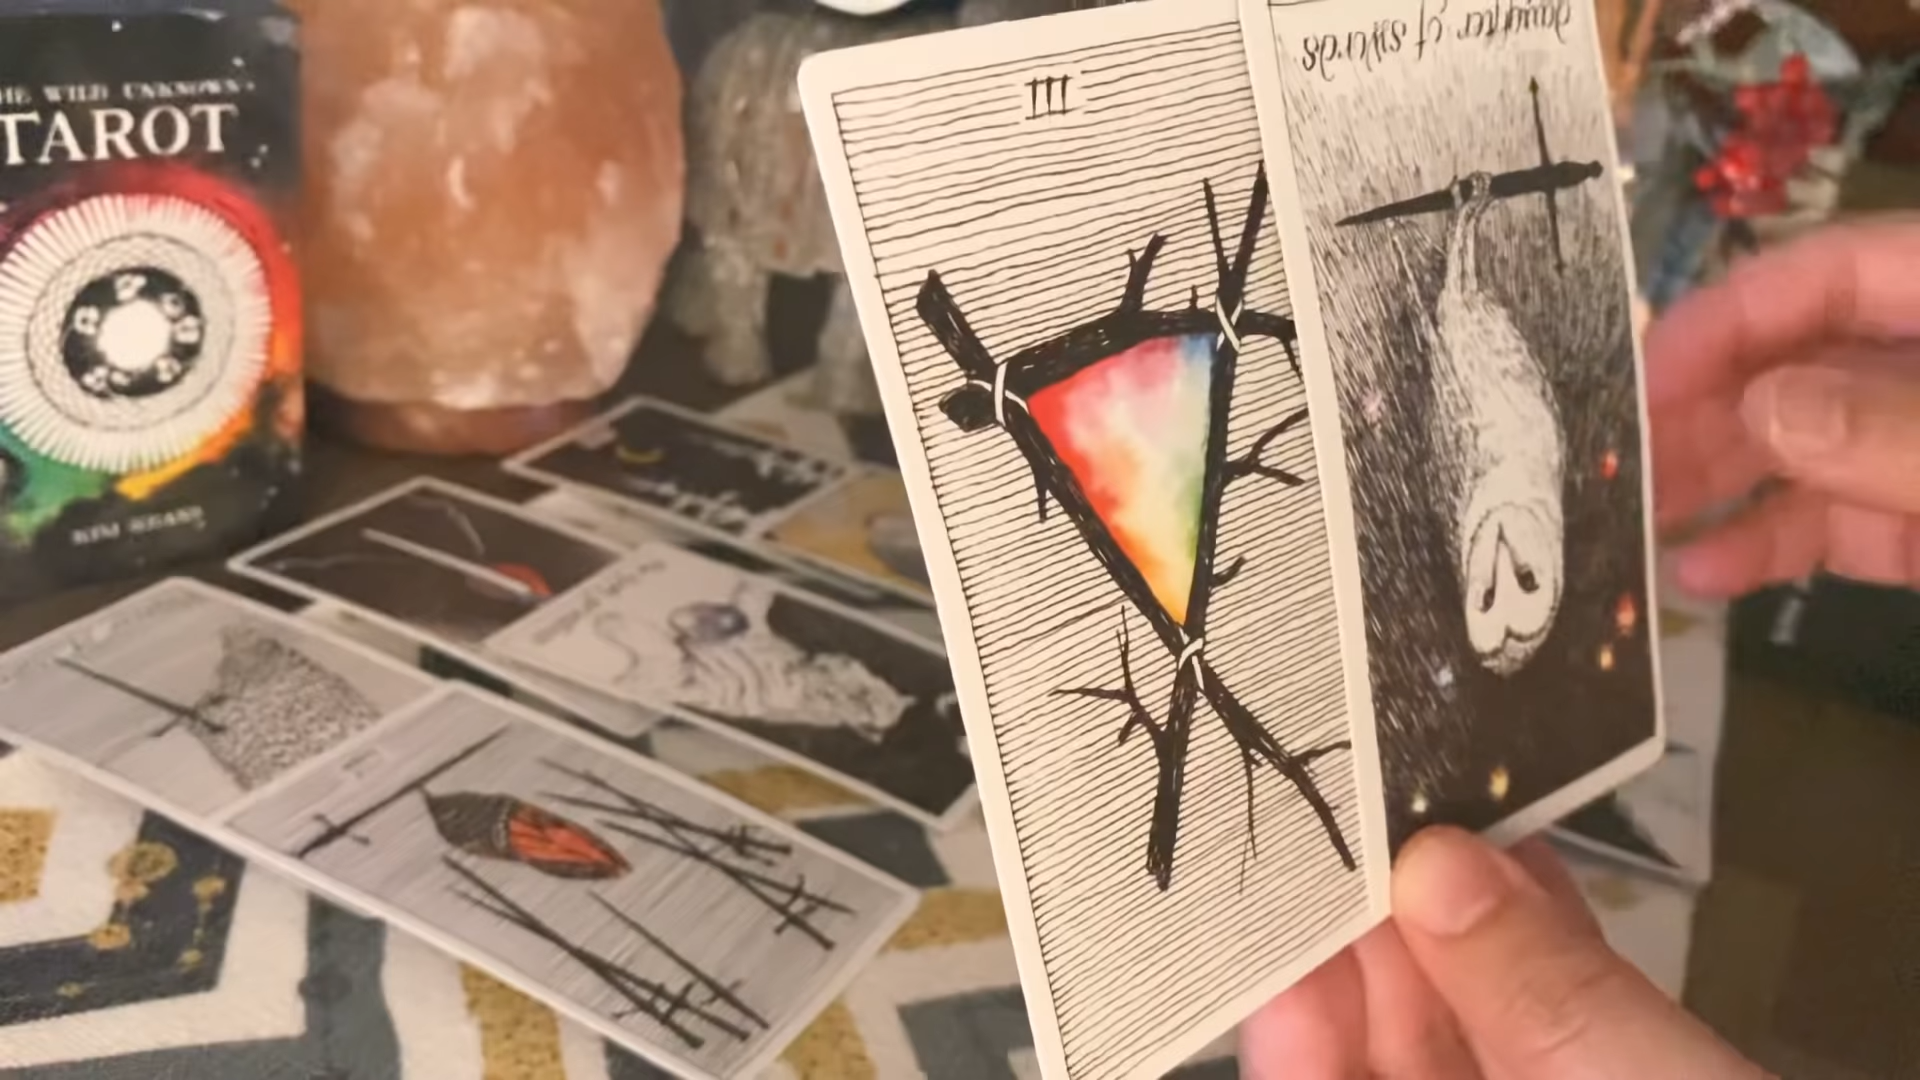 THE WILD UNKNOWN
TAROT
KIM KRANS
III
daughter of swords